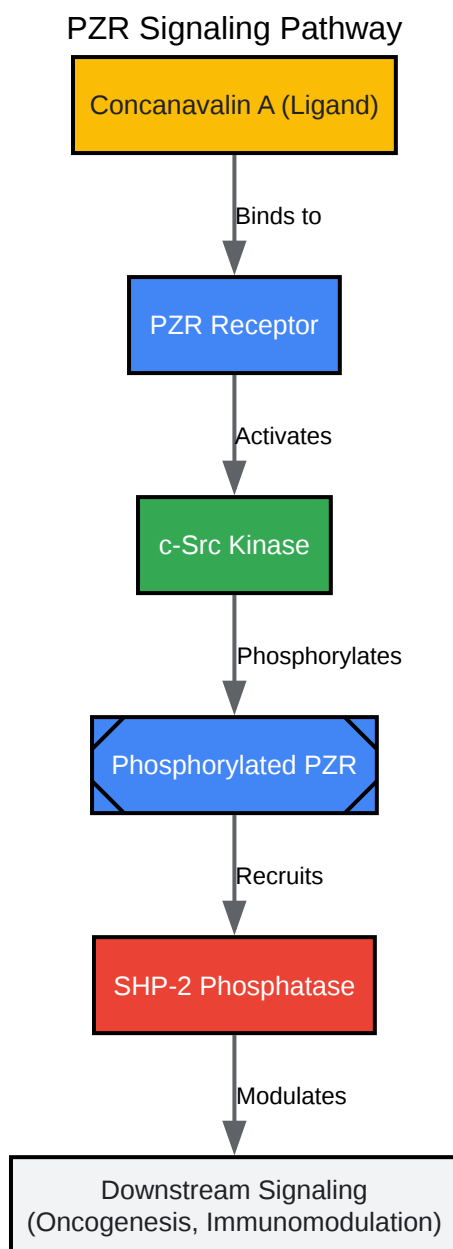 PZR Signaling Pathway
Concanavalin A (Ligand)
Binds to
PZR Receptor
Activates
c-Src Kinase
Phosphorylates
Phosphorylated PZR
Recruits
SHP-2 Phosphatase
Modulates
Downstream Signaling
(Oncogenesis, Immunomodulation)